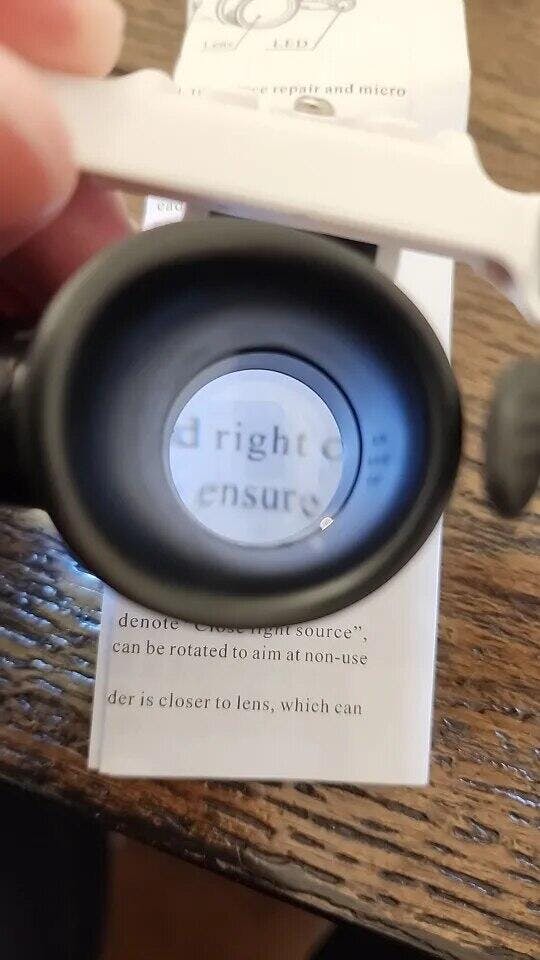 Lens LED
repair and micro
d right
ensure
denote "Close light source",
can be rotated to aim at non-use
der is closer to lens, which can